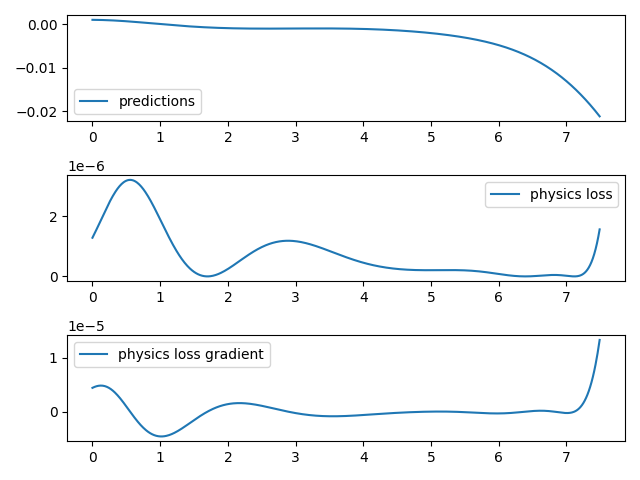 0.00
−0.01
−0.02
predictions
0 1 2 3 4 5 6 7
1e−6
2
0
physics loss
0 1 2 3 4 5 6 7
1e−5
1
0
physics loss gradient
0 1 2 3 4 5 6 7